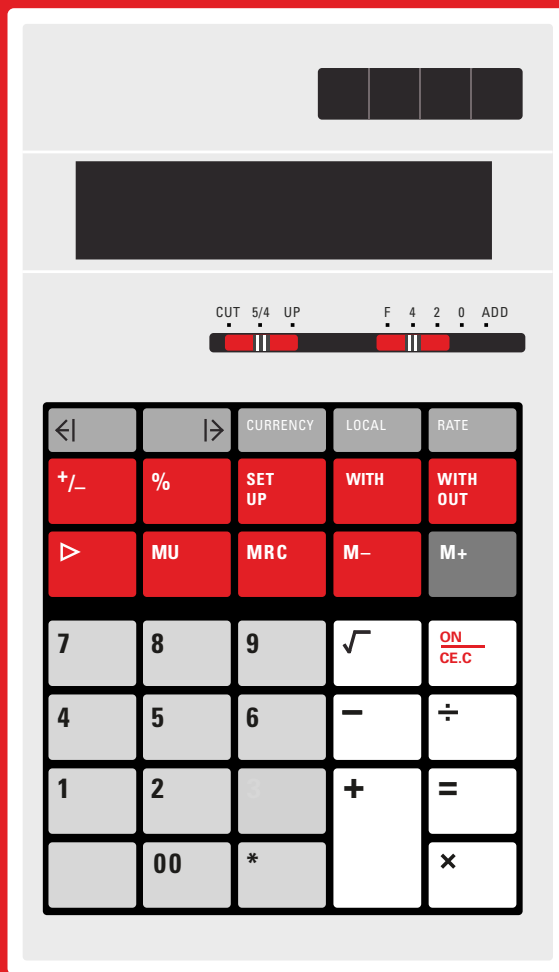 CUT 5/4 UP F 4 2 0 ADD
CURRENCY LOCAL RATE
+/− % SET UP WITH WITH OUT
MU MRC M− M+
7 8 9 √ ON CE.C
4 5 6 − ÷
1 2 3 + =
00 * ×